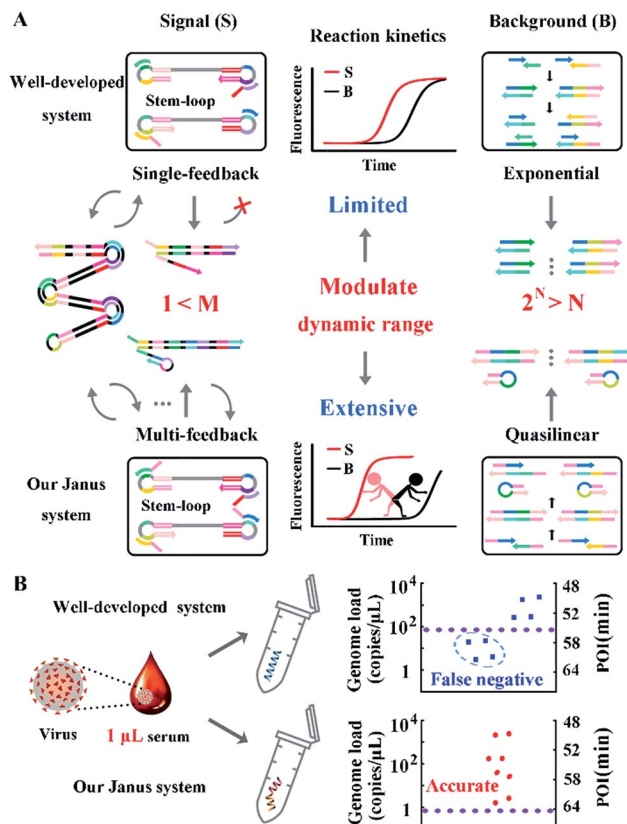 A
Signal (S)
Reaction kinetics
Background (B)
Well-developed
system
Stem-loop
Fluorescence
S
B
Time
Single-feedback
Exponential
Limited
1 < M
Modulate
dynamic range
2^N > N
Extensive
Multi-feedback
Quasilinear
Our Janus
system
Stem-loop
Fluorescence
S
B
Time
B
Well-developed system
Virus
1 μL serum
Our Janus system
Genome load
(copies/μL)
10^4
10^2
1
48
54
58
64
POI(min)
False negative
Genome load
(copies/μL)
10^4
10^2
1
48
54
58
64
POI(min)
Accurate